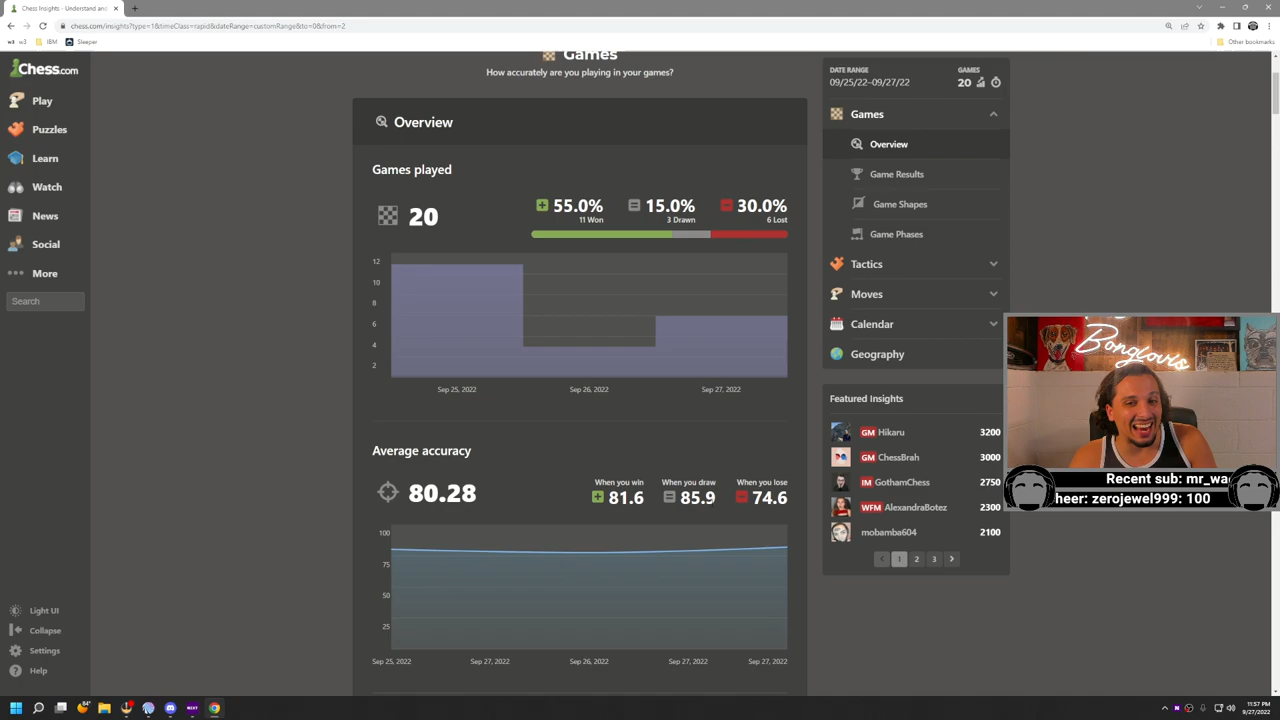 Chess Insights - Understand and
chess.com/insights?type=1&timeClass=rapid&dateRange=customRange&to=0&from=2
w3
IBM
Sleeper
Other bookmarks
Chess.com
Play
Puzzles
Learn
Watch
News
Social
More
Search
Light UI
Collapse
Settings
Help
Games
How accurately are you playing in your games?
Overview
Games played
20
55.0%
11 Won
15.0%
3 Drawn
30.0%
6 Lost
12
10
8
6
4
2
Sep 25, 2022
Sep 26, 2022
Sep 27, 2022
Average accuracy
80.28
When you win
81.6
When you draw
85.9
When you lose
74.6
100
75
50
25
Sep 25, 2022
Sep 27, 2022
Sep 26, 2022
Sep 27, 2022
Sep 27, 2022
DATE RANGE
09/25/22-09/27/22
GAMES
20
Games
Overview
Game Results
Game Shapes
Game Phases
Tactics
Moves
Calendar
Geography
Featured Insights
GM Hikaru 3200
GM ChessBrah 3000
IM GothamChess 2750
WFM AlexandraBotez 2300
mobamba604 2100
1
2
3
Bonglovis
Recent sub: mr_wa
heer: zerojewel999: 100
84°
NEXT
11:57 PM
9/27/2022